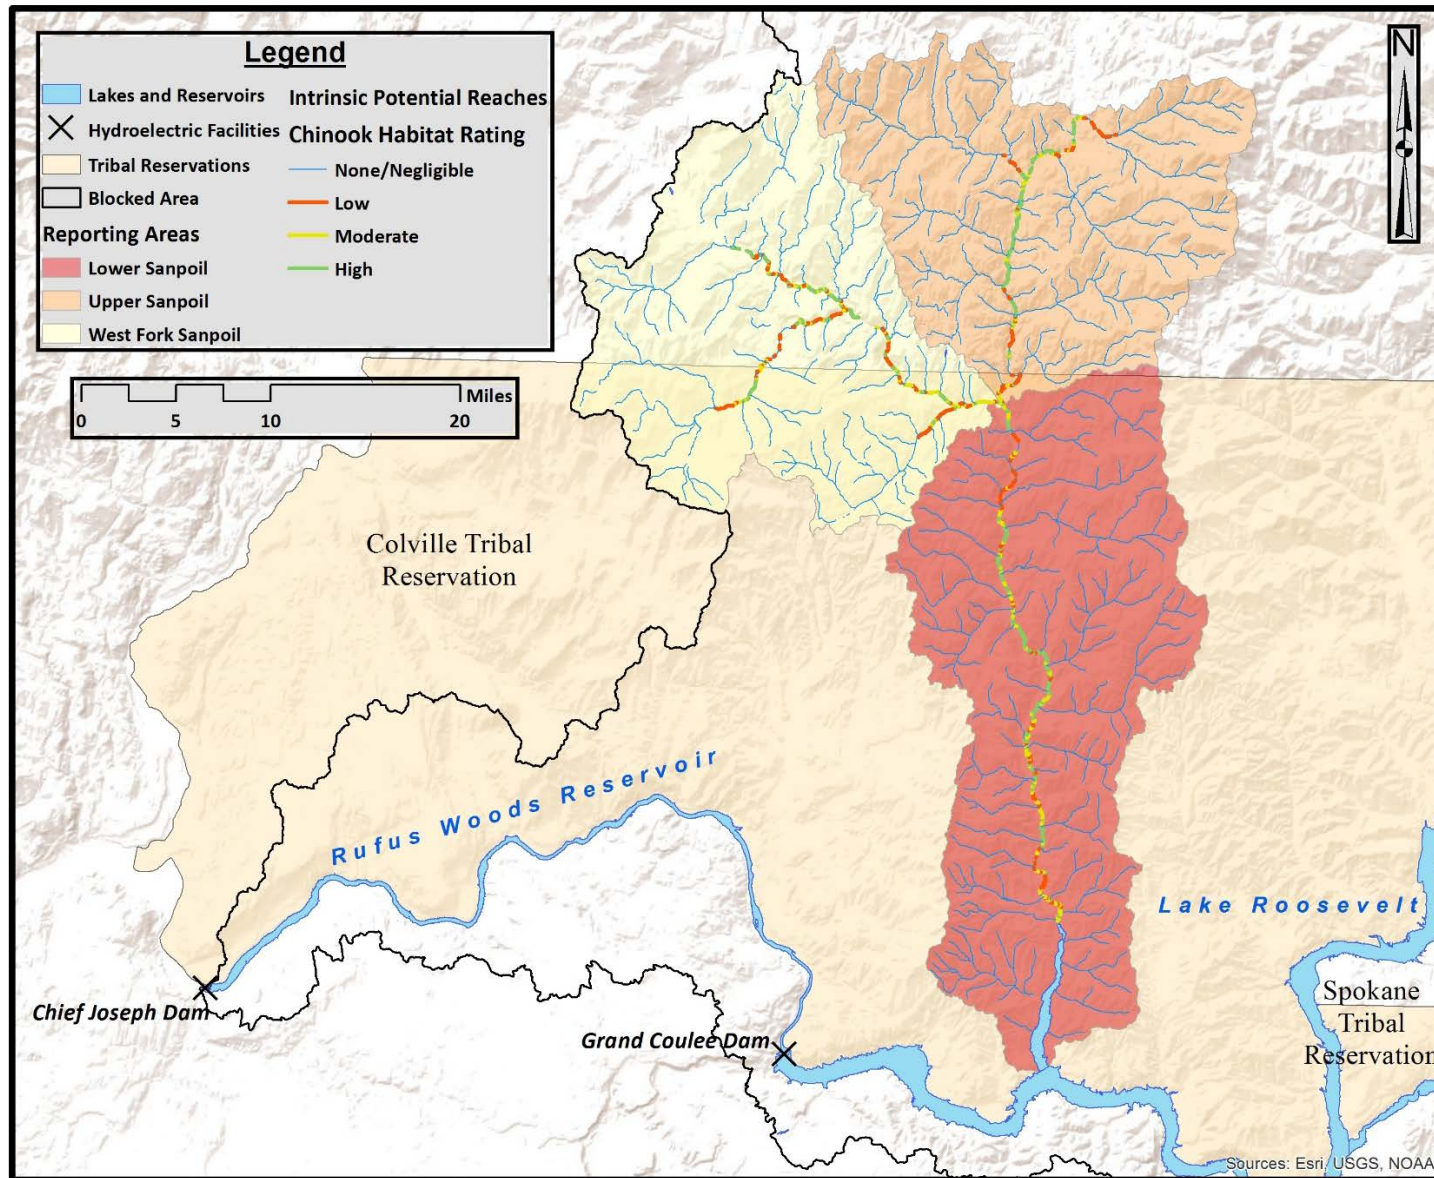 Legend
Lakes and Reservoirs
Hydroelectric Facilities
Tribal Reservations
Blocked Area
Reporting Areas
Lower Sanpoil
Upper Sanpoil
West Fork Sanpoil
Intrinsic Potential Reaches
Chinook Habitat Rating
None/Negligible
Low
Moderate
High
N
Miles
0 5 10 20
Colville Tribal
Reservation
Rufus Woods Reservoir
Lake Roosevelt
Chief Joseph Dam
Grand Coulee Dam
Spokane
Tribal
Reservation
Sources: Esri, USGS, NOAA